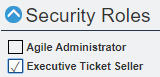 Security Roles
Agile Administrator
Executive Ticket Seller